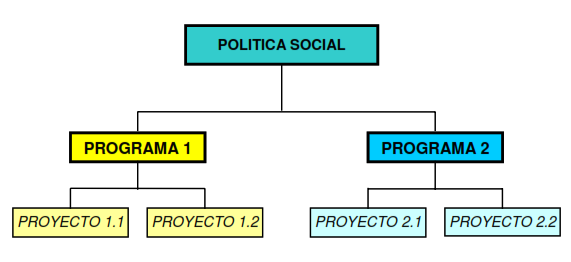 POLITICA SOCIAL
PROGRAMA 1
PROGRAMA 2
PROYECTO 1.1
PROYECTO 1.2
PROYECTO 2.1
PROYECTO 2.2